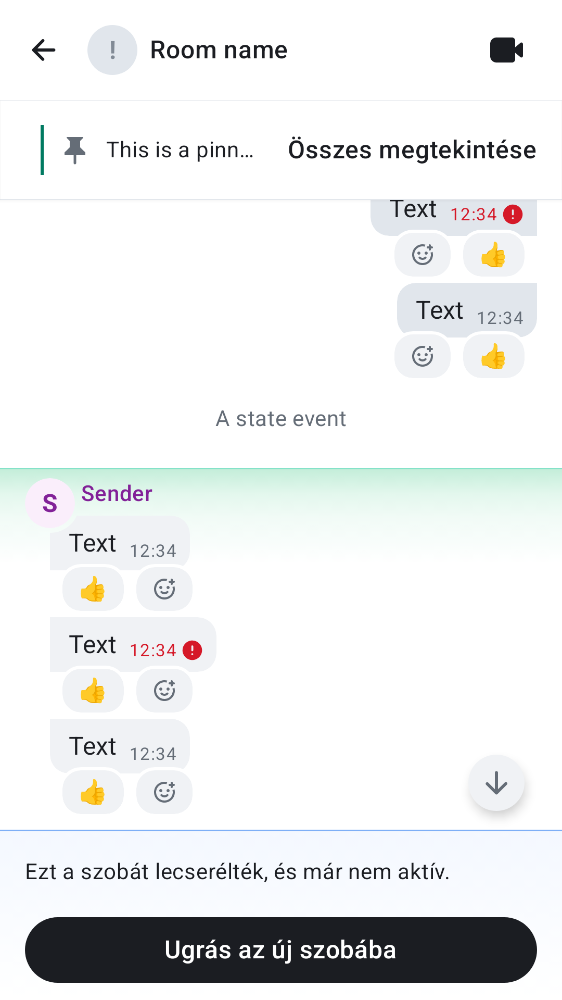 ! Room name
This is a pinn... Összes megtekintése
Text 12:34
Text 12:34
A state event
S Sender
Text 12:34
Text 12:34
Text 12:34
Ezt a szobát lecserélték, és már nem aktív.
Ugrás az új szobába